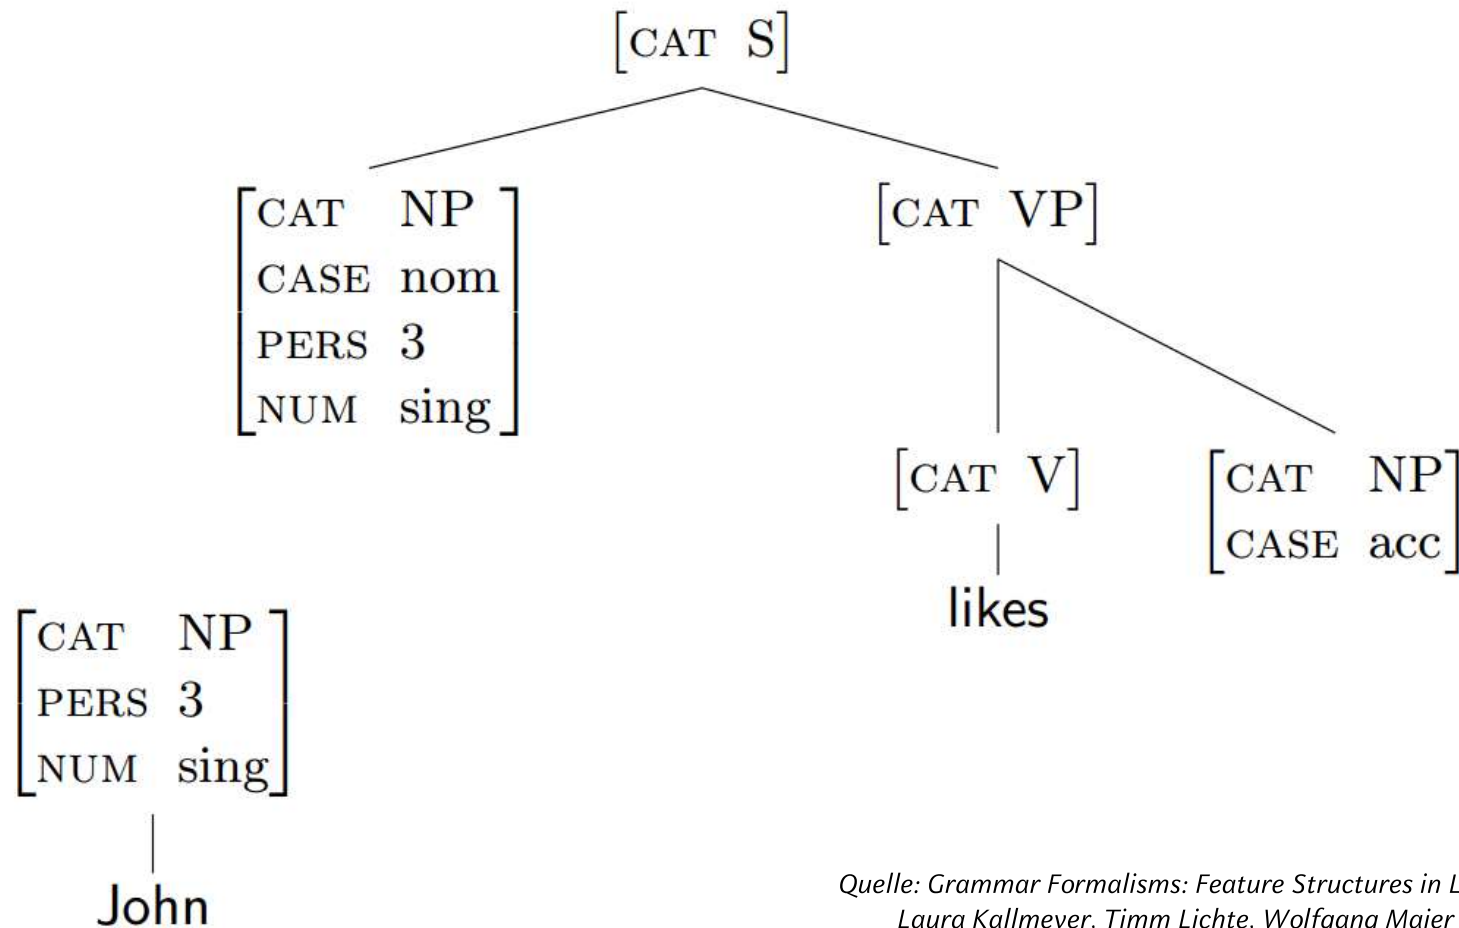 [CAT S]
CAT NP
CASE nom
PERS 3
NUM sing
[CAT VP]
[CAT V]
CAT NP
CASE acc
likes
CAT NP
PERS 3
NUM sing
John
Quelle: Grammar Formalisms: Feature Structures in
Laura Kallmeyer, Timm Lichte, Wolfgang Maier